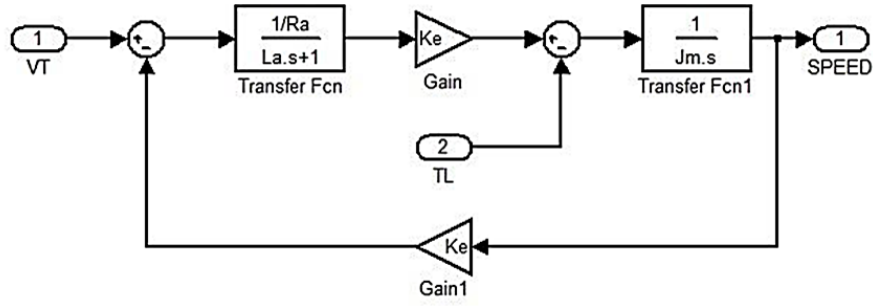 1
VT
+
-
1/Ra
La.s+1
Transfer Fcn
Ke
Gain
+
-
1
Jm.s
Transfer Fcn1
1
SPEED
2
TL
Ke
Gain1